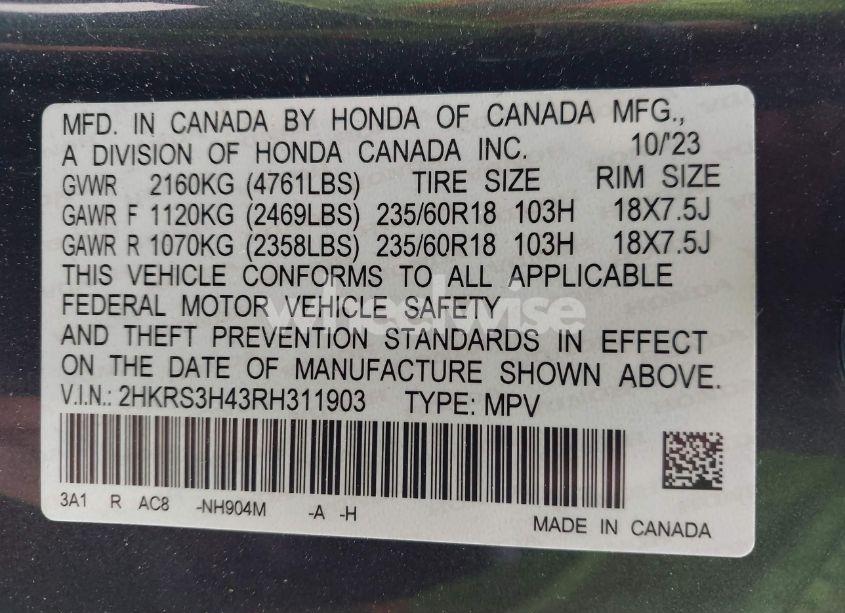 MFD. IN CANADA BY HONDA OF CANADA MFG.,
A DIVISION OF HONDA CANADA INC. 10/'23
GVWR 2160KG (4761LBS) TIRE SIZE RIM SIZE
GAWR F 1120KG (2469LBS) 235/60R18 103H 18X7.5J
GAWR R 1070KG (2358LBS) 235/60R18 103H 18X7.5J
THIS VEHICLE CONFORMS TO ALL APPLICABLE
FEDERAL MOTOR VEHICLE SAFETY
wheelwise
AND THEFT PREVENTION STANDARDS IN EFFECT
ON THE DATE OF MANUFACTURE SHOWN ABOVE.
V.I.N.: 2HKRS3H43RH311903 TYPE: MPV
3A1 R AC8 -NH904M -A -H
MADE IN CANADA